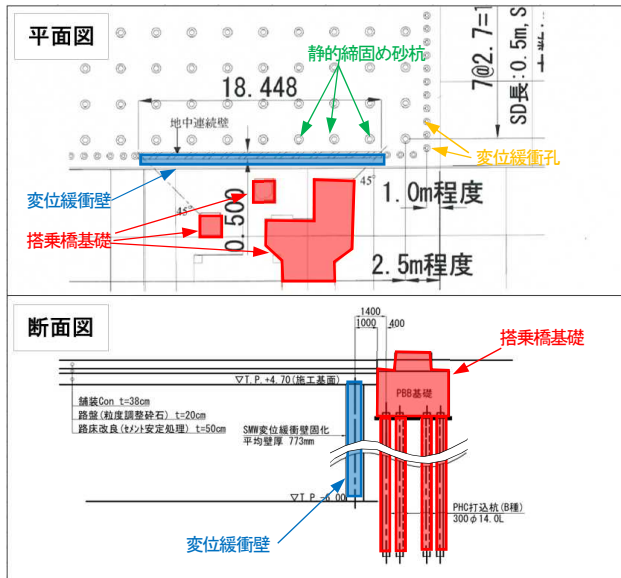 平面図
静的締固め砂杭
18.448
地中連続壁
7@2.7=1
SD長:0.5m,S
変位緩衝孔
変位緩衝壁
45°
45°
0.500
搭乗橋基礎
1.0m程度
2.5m程度
断面図
1400
1000
400
搭乗橋基礎
▽T.P.+4.70(施工基面)
PBB基礎
舗装Con t=38cm
路盤(粒度調整砕石) t=20cm
路床改良(セメント安定処理) t=50cm
SMW変位緩衝壁固化
平均壁厚 773mm
▽T.P.-6.00
PHC打込杭(B種)
300φ14.0L
変位緩衝壁